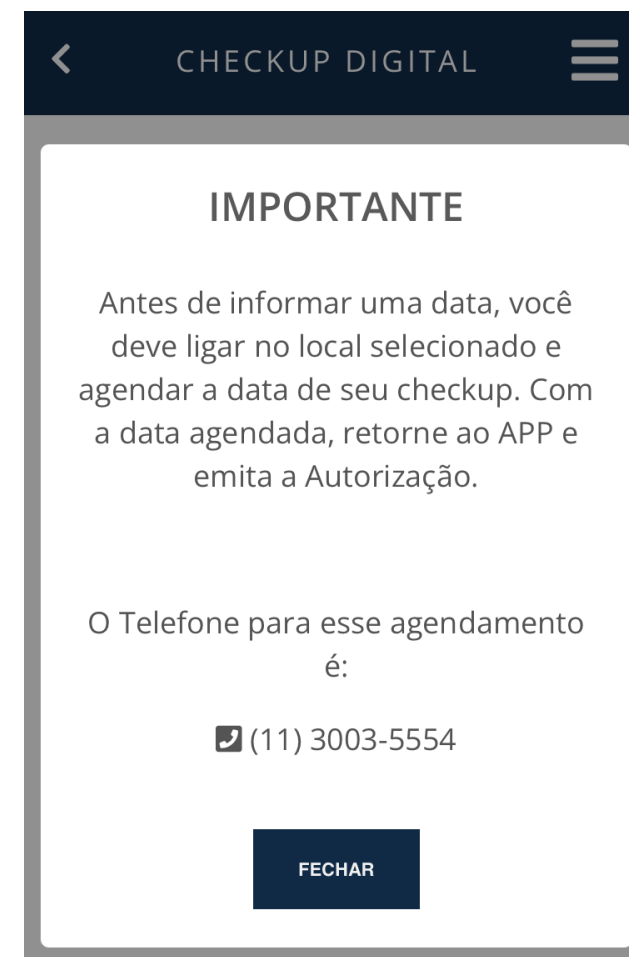 CHECKUP DIGITAL
IMPORTANTE
Antes de informar uma data, você
deve ligar no local selecionado e
agendar a data de seu checkup. Com
a data agendada, retorne ao APP e
emita a Autorização.
O Telefone para esse agendamento
é:
(11) 3003-5554
FECHAR